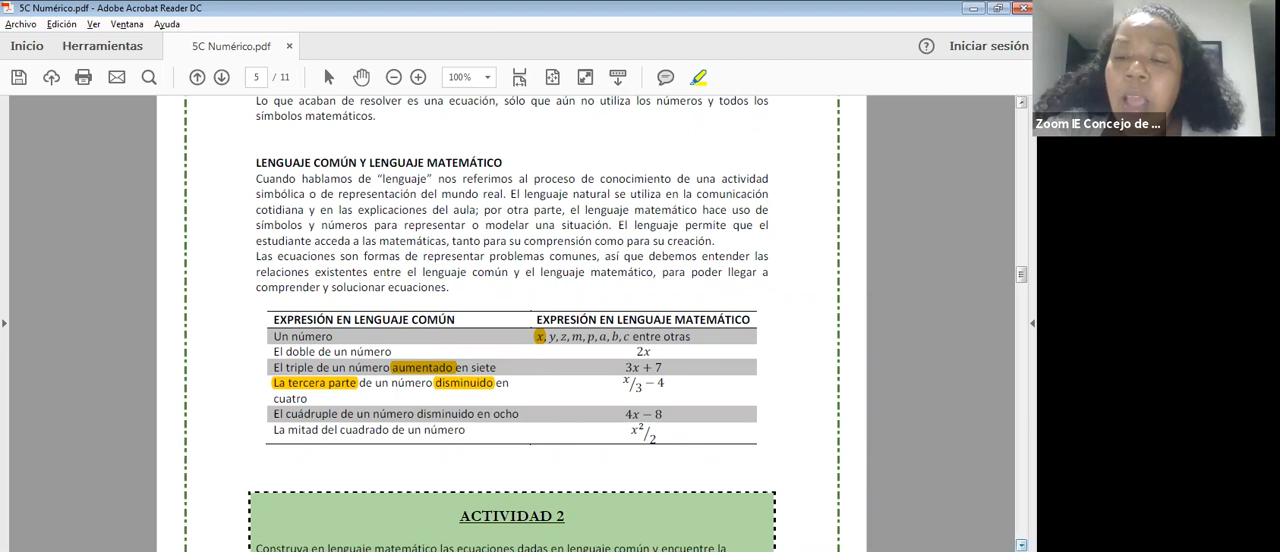 5C Numérico.pdf - Adobe Acrobat Reader DC
Archivo Edición Ver Ventana Ayuda
Inicio Herramientas 5C Numérico.pdf × Iniciar sesión
5 / 11 100%
Lo que acaban de resolver es una ecuación, sólo que aún no utiliza los números y todos los
símbolos matemáticos.
LENGUAJE COMÚN Y LENGUAJE MATEMÁTICO
Cuando hablamos de “lenguaje” nos referimos al proceso de conocimiento de una actividad
simbólica o de representación del mundo real. El lenguaje natural se utiliza en la comunicación
cotidiana y en las explicaciones del aula; por otra parte, el lenguaje matemático hace uso de
símbolos y números para representar o modelar una situación. El lenguaje permite que el
estudiante acceda a las matemáticas, tanto para su comprensión como para su creación.
Las ecuaciones son formas de representar problemas comunes, así que debemos entender las
relaciones existentes entre el lenguaje común y el lenguaje matemático, para poder llegar a
comprender y solucionar ecuaciones.
EXPRESIÓN EN LENGUAJE COMÚN EXPRESIÓN EN LENGUAJE MATEMÁTICO
Un número x, y, z, m, p, a, b, c entre otras
El doble de un número 2x
El triple de un número aumentado en siete 3x + 7
La tercera parte de un número disminuido en x/3 − 4
cuatro
El cuádruple de un número disminuido en ocho 4x − 8
La mitad del cuadrado de un número x²/2
ACTIVIDAD 2
Construya en lenguaje matemático las ecuaciones dadas en lenguaje común y encuentre la
Zoom IE Concejo de ...